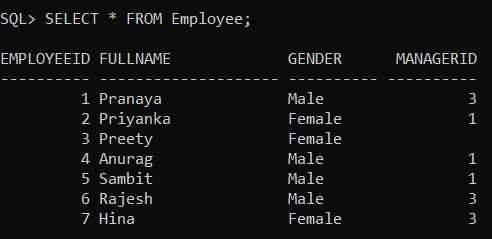 SQL> SELECT * FROM Employee;
EMPLOYEEID FULLNAME             GENDER      MANAGERID
---------- -------------------- ---------- ----------
         1 Pranaya              Male                3
         2 Priyanka             Female              1
         3 Preety               Female
         4 Anurag               Male                1
         5 Sambit               Male                1
         6 Rajesh               Male                3
         7 Hina                 Female              3